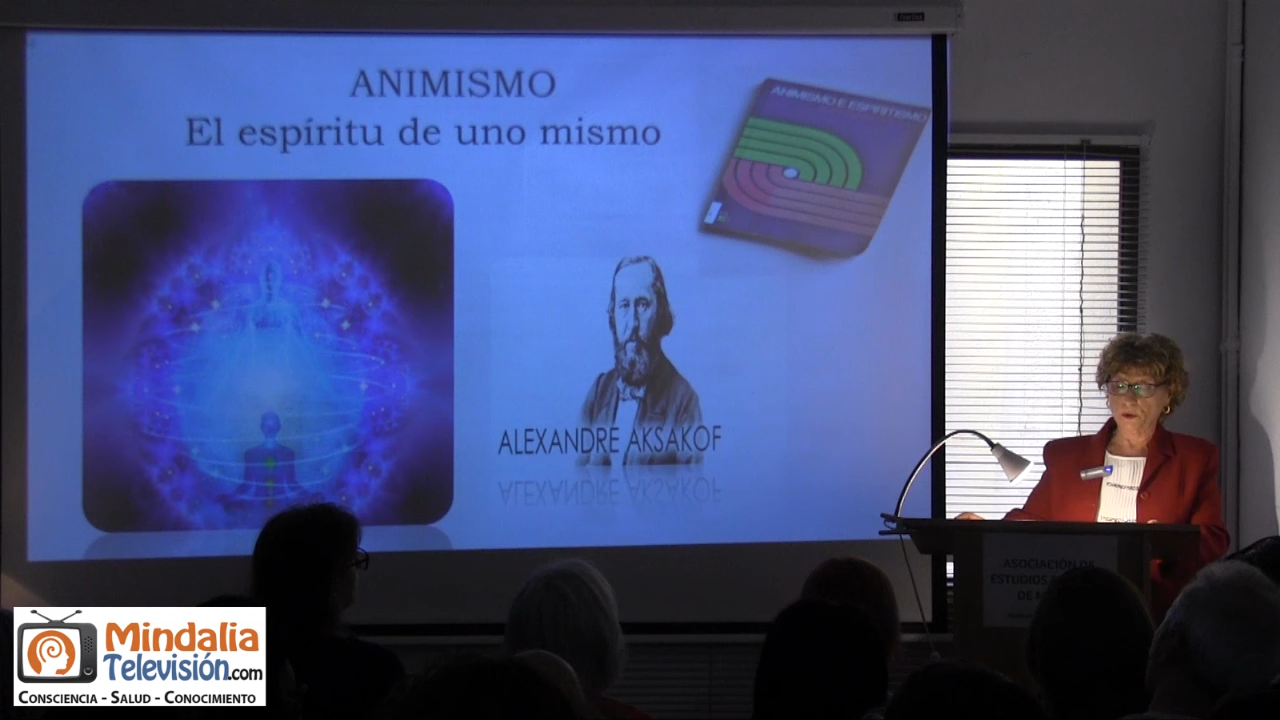 ANIMISMO
El espíritu de uno mismo
ANIMISMO E ESPIRITISMO
ALEXANDRE AKSAKOF
ASOCIACIÓN DE
ESTUDIOS
DE
Mindalia
Televisión.com
CONSCIENCIA - SALUD - CONOCIMIENTO